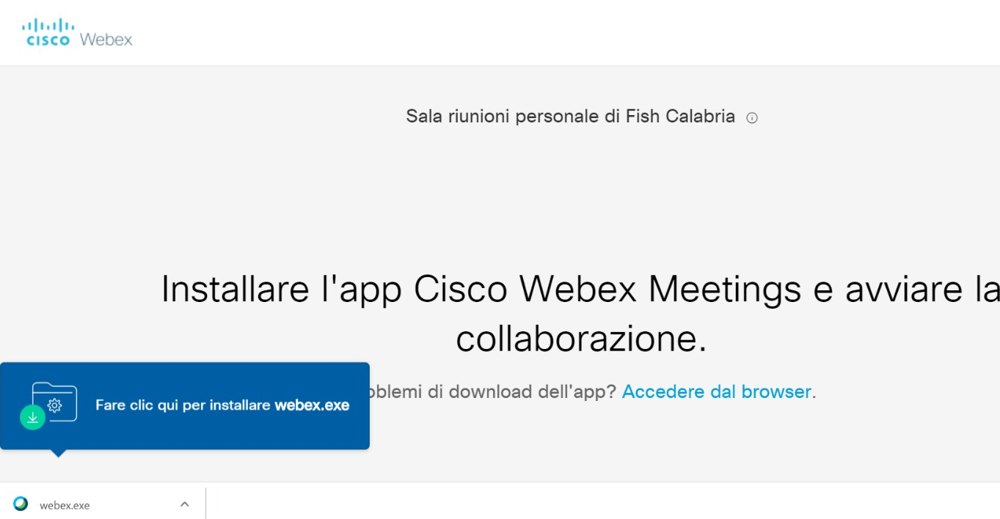 CISCO Webex
Sala riunioni personale di Fish Calabria
Installare l'app Cisco Webex Meetings e avviare la
collaborazione.
di download dell'app? Accedere dal browser.
Fare clic qui per installare webex.exe
webex.exe